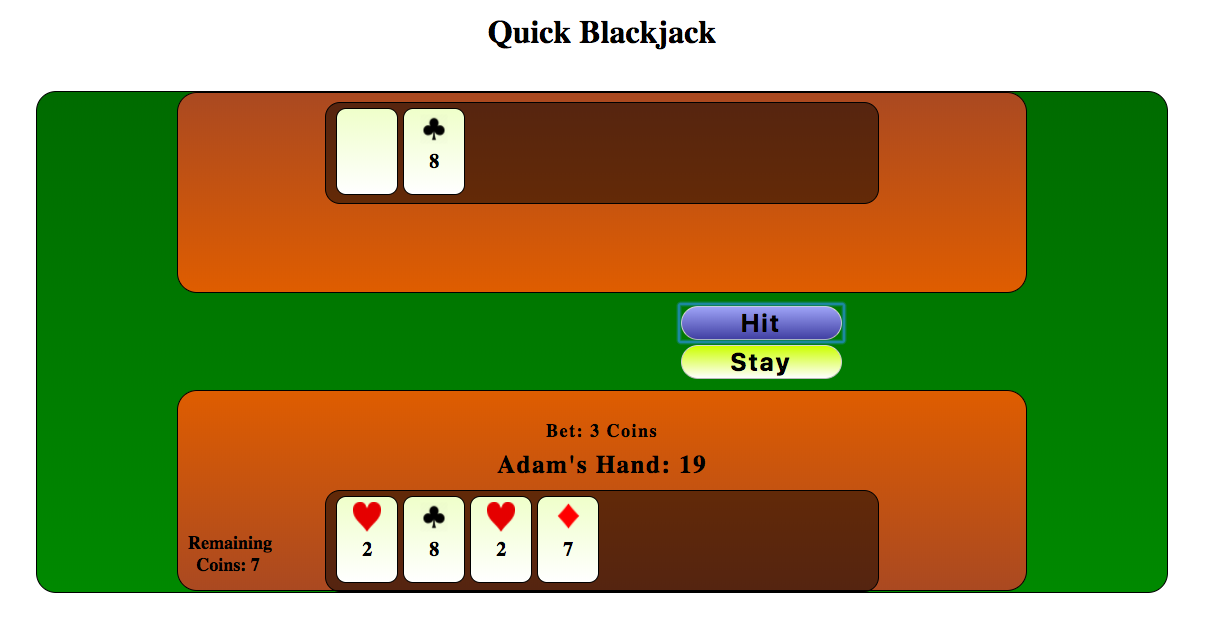 Quick Blackjack
8
Hit
Stay
Bet: 3 Coins
Adam's Hand: 19
2 8 2 7
Remaining
Coins: 7